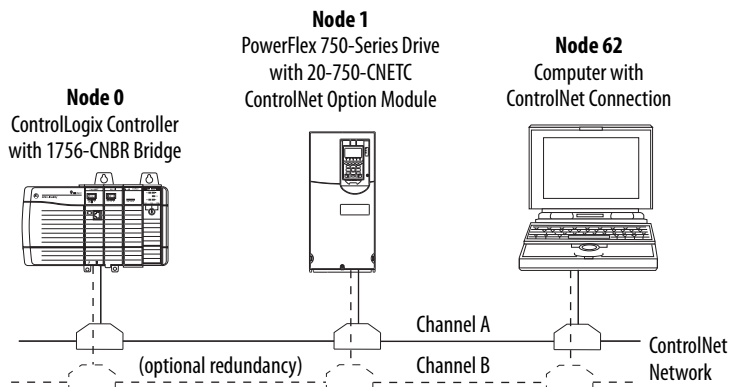 Node 1
PowerFlex 750-Series Drive
with 20-750-CNETC
ControlNet Option Module
Node 62
Computer with
ControlNet Connection
Node 0
ControlLogix Controller
with 1756-CNBR Bridge
Channel A
(optional redundancy)
Channel B
ControlNet
Network